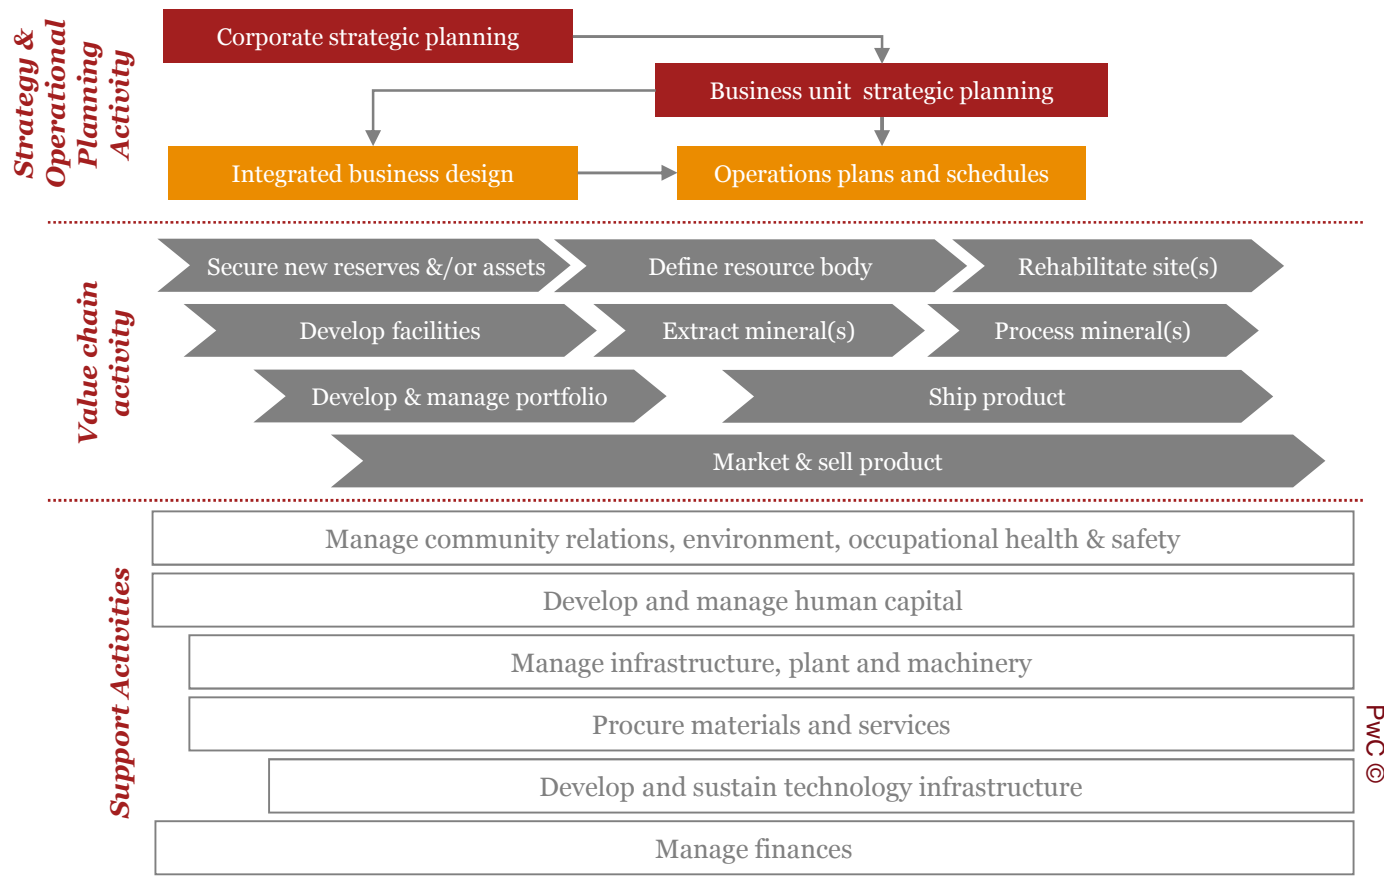 Strategy &
Operational
Planning
Activity
Corporate strategic planning
Business unit strategic planning
Integrated business design
Operations plans and schedules
Value chain
activity
Secure new reserves &/or assets
Define resource body
Rehabilitate site(s)
Develop facilities
Extract mineral(s)
Process mineral(s)
Develop & manage portfolio
Ship product
Market & sell product
Support Activities
Manage community relations, environment, occupational health & safety
Develop and manage human capital
Manage infrastructure, plant and machinery
Procure materials and services
Develop and sustain technology infrastructure
Manage finances
PwC ©